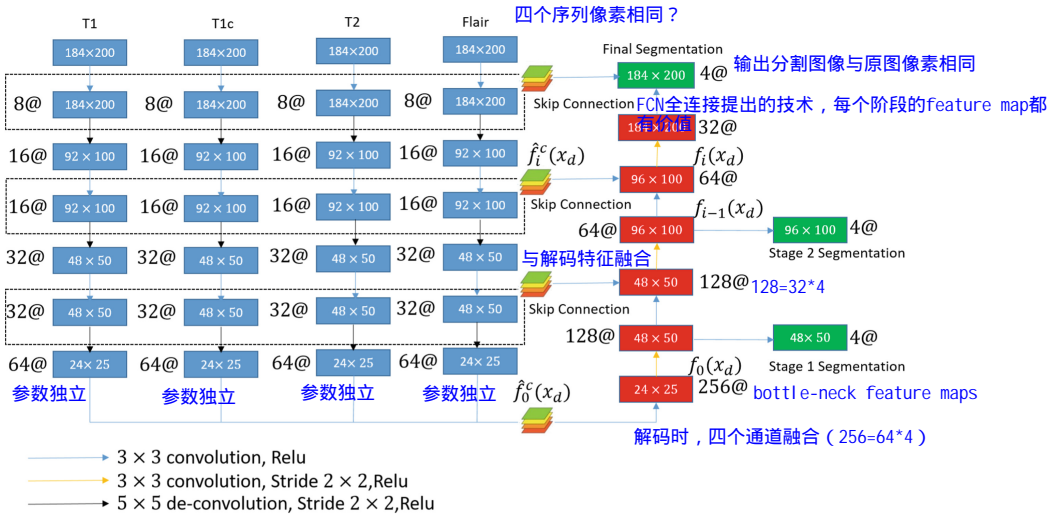 四个序列像素相同？
T1 T1c T2 Flair
184×200 184×200 184×200 184×200
Final Segmentation
184 × 200 4@ 输出分割图像与原图像素相同
8@ 184×200 8@ 184×200 8@ 184×200 8@ 184×200
Skip Connection
FCN全连接提出的技术，每个阶段的feature map都
有价值
184 × 200 32@
16@ 92 × 100 16@ 92 × 100 16@ 92 × 100 16@ 92 × 100
f̂_i^c(x_d) f_i(x_d)
96 × 100 64@
16@ 92 × 100 16@ 92 × 100 16@ 92 × 100 16@ 92 × 100
Skip Connection
f_{i−1}(x_d)
64@ 96 × 100 96 × 100 4@
Stage 2 Segmentation
32@ 48 × 50 32@ 48 × 50 32@ 48 × 50 32@ 48 × 50
与解码特征融合
48 × 50 128@ 128=32*4
32@ 48 × 50 32@ 48 × 50 32@ 48 × 50 32@ 48 × 50
Skip Connection
128@ 48 × 50 48× 50 4@
Stage 1 Segmentation
64@ 24 × 25 64@ 24 × 25 64@ 24 × 25 64@ 24 × 25
f_0(x_d)
参数独立 参数独立 参数独立 参数独立
f̂_0^c(x_d)
24 × 25 256@ bottle-neck feature maps
解码时，四个通道融合（256=64*4）
3 × 3 convolution, Relu
3 × 3 convolution, Stride 2 × 2,Relu
5 × 5 de-convolution, Stride 2 × 2,Relu